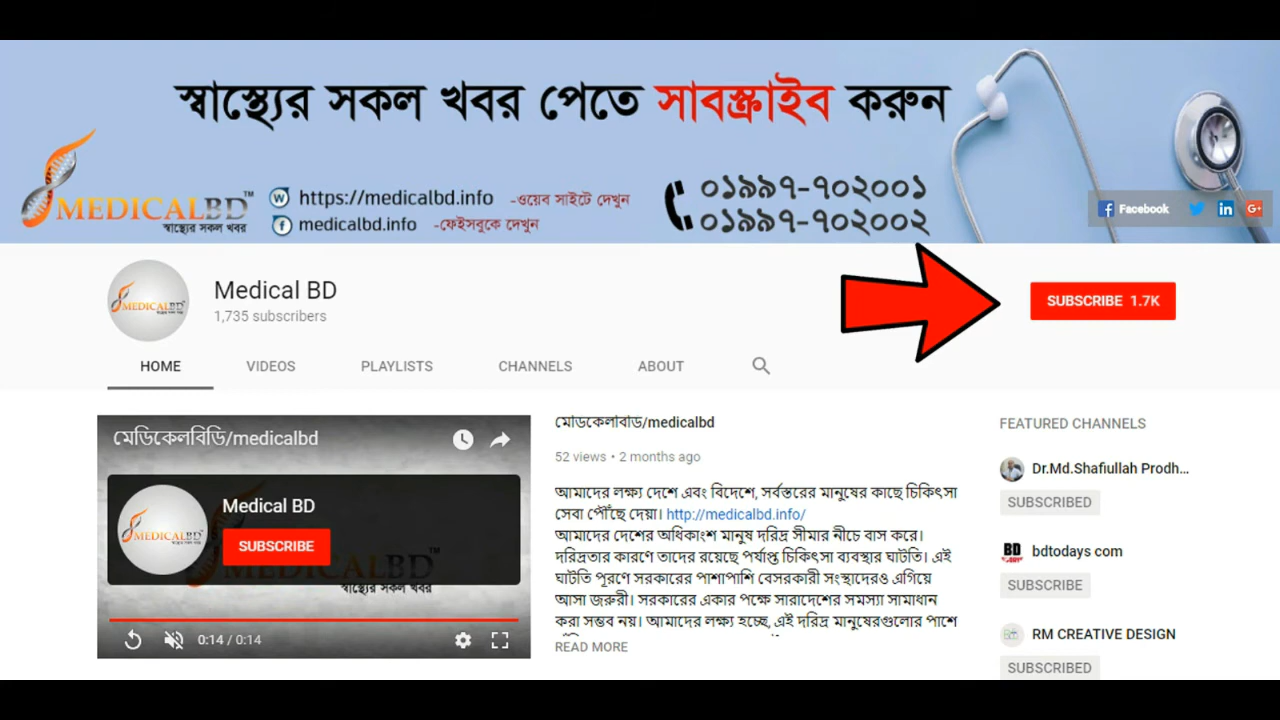 স্বাস্থ্যের সকল খবর পেতে সাবস্ক্রাইব করুন
MEDICALBD™
স্বাস্থ্যের সকল খবর
https://medicalbd.info -ওয়েব সাইটে দেখুন
medicalbd.info -ফেইসবুকে দেখুন
০১৯৯৭-৭০২০০১
০১৯৯৭-৭০২০০২
Facebook
Medical BD
1,735 subscribers
SUBSCRIBE 1.7K
HOME VIDEOS PLAYLISTS CHANNELS ABOUT
মেডিকেলবিডি/medicalbd
Medical BD
SUBSCRIBE
MEDICALBD™
স্বাস্থ্যের সকল খবর
0:14 / 0:14
মেডিকেলবিডি/medicalbd
52 views • 2 months ago
আমাদের লক্ষ্য দেশে এবং বিদেশে, সর্বস্তরের মানুষের কাছে চিকিৎসা
সেবা পৌঁছে দেয়া। http://medicalbd.info/
আমাদের দেশের অধিকাংশ মানুষ দরিদ্র সীমার নীচে বাস করে।
দরিদ্রতার কারণে তাদের রয়েছে পর্যাপ্ত চিকিৎসা ব্যবস্থার ঘাটতি। এই
ঘাটতি পূরণে সরকারের পাশাপাশি বেসরকারী সংস্থাদেরও এগিয়ে
আসা জরুরী। সরকারের একার পক্ষে সারাদেশের সমস্যা সামাধান
করা সম্ভব নয়। আমাদের লক্ষ্য হচ্ছে, এই দরিদ্র মানুষেরগুলোর পাশে
READ MORE
FEATURED CHANNELS
Dr.Md.Shafiullah Prodh...
SUBSCRIBED
bdtodays com
SUBSCRIBED
RM CREATIVE DESIGN
SUBSCRIBED